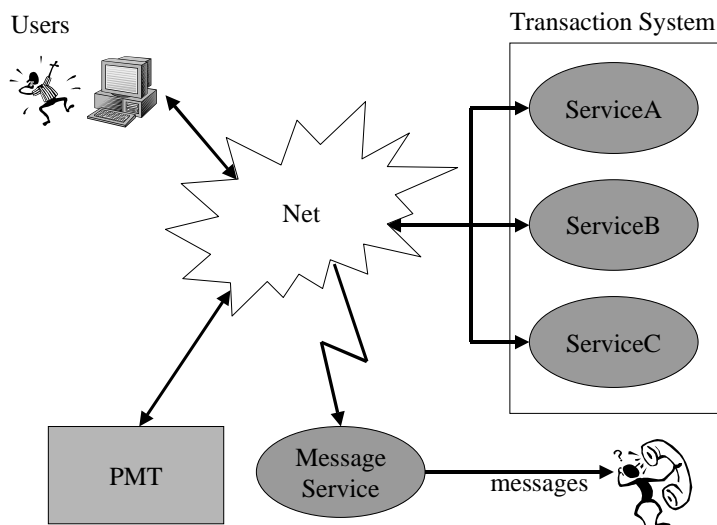 Users
Transaction System
ServiceA
Net
ServiceB
ServiceC
PMT
Message
Service
messages
?